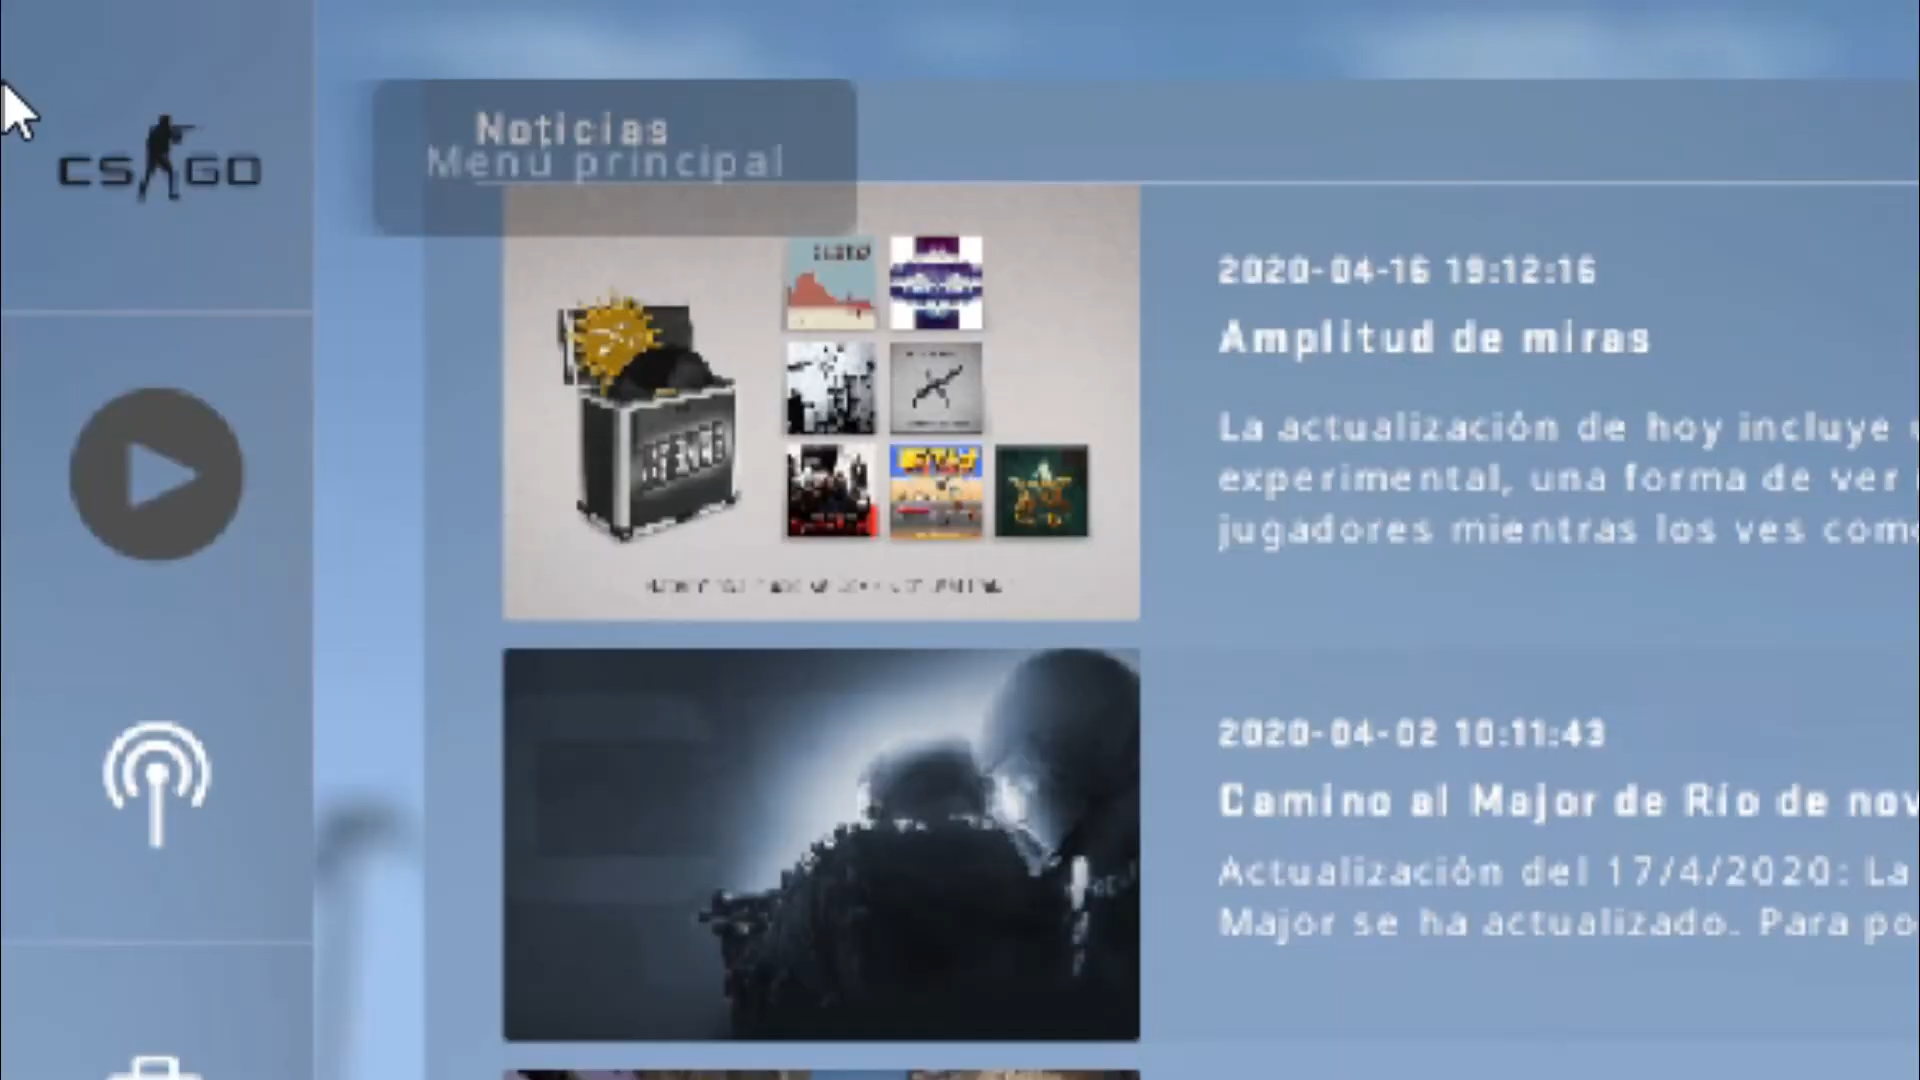 CS GO
Noticias
Menú principal
2020-04-16 19:12:16
Amplitud de miras
La actualización de hoy incluye
experimental, una forma de ver
jugadores mientras los ves com
2020-04-02 10:11:43
Camino al Major de Río de nov
Actualización del 17/4/2020: La
Major se ha actualizado. Para po